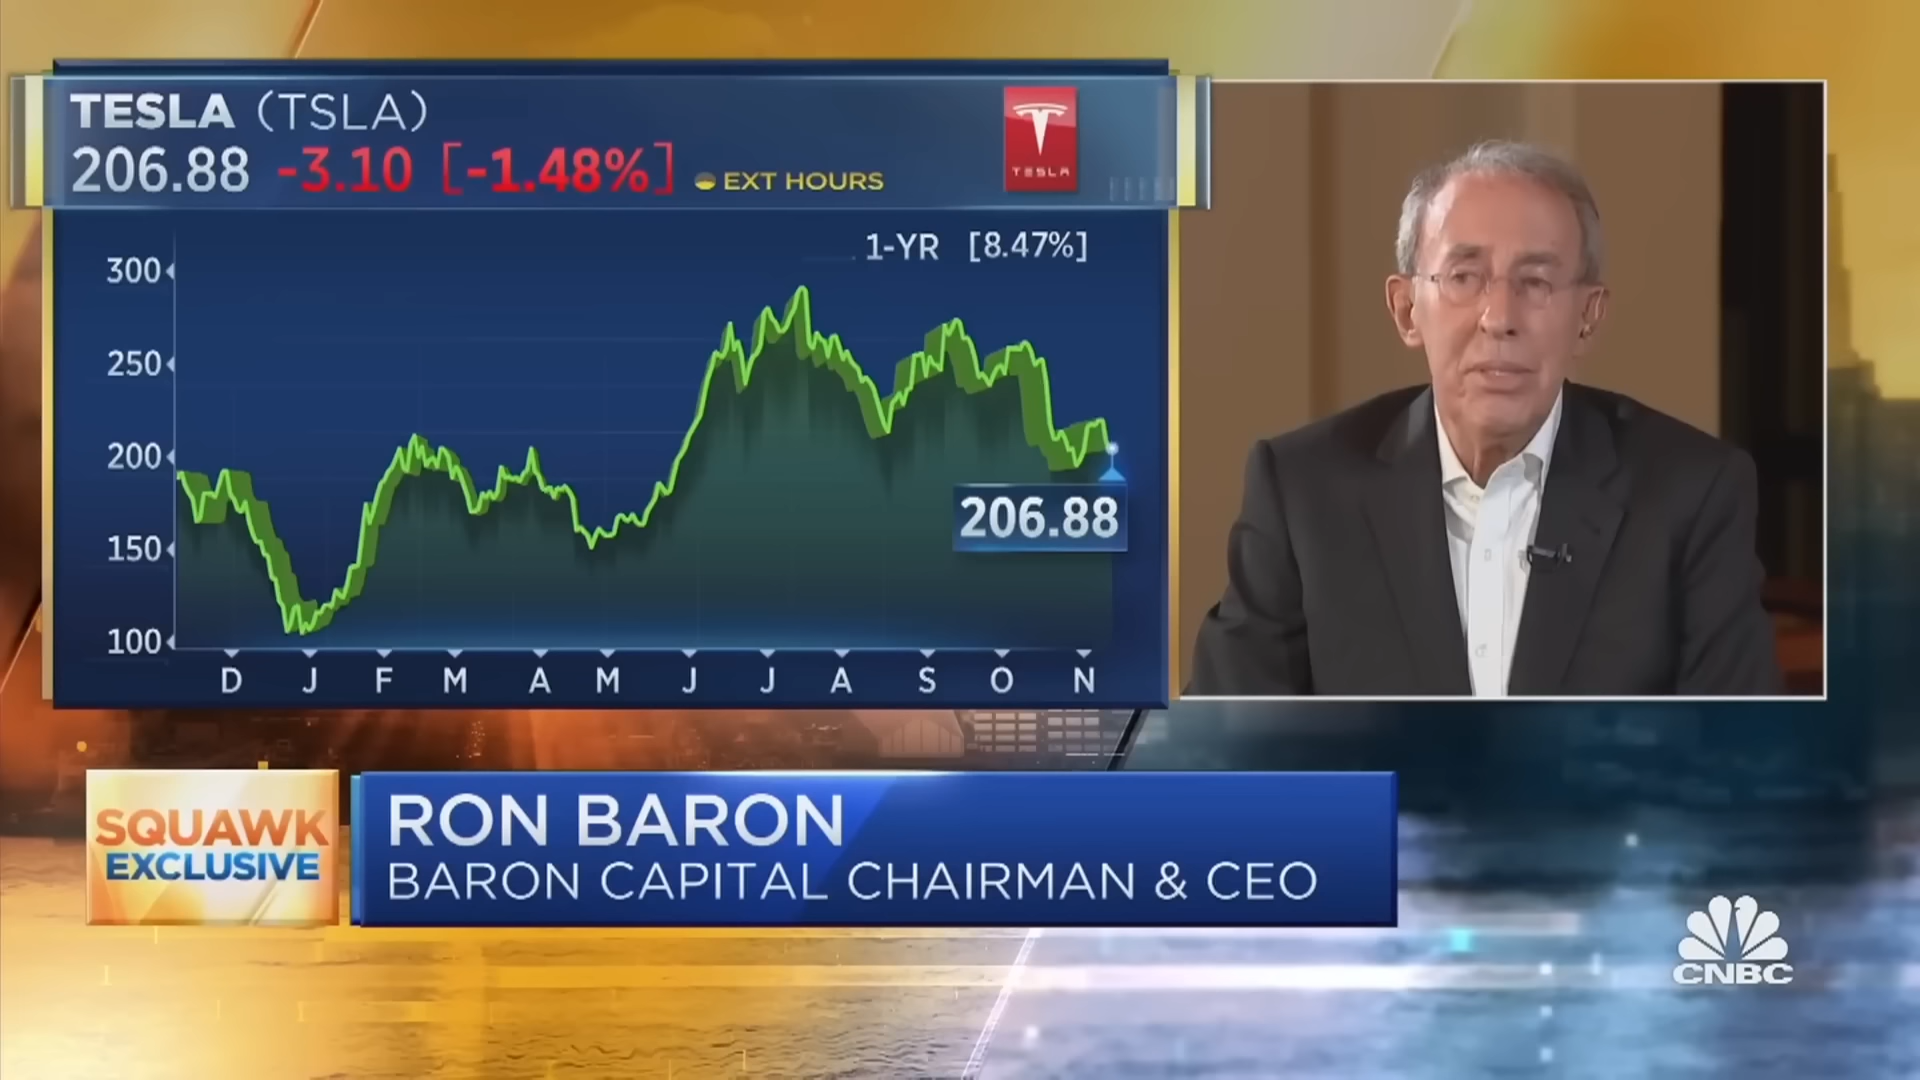 TESLA (TSLA)
206.88 -3.10 [-1.48%] EXT HOURS
TESLA
1-YR [8.47%]
300
250
200
150
100
206.88
D J F M A M J J A S O N
SQUAWK
EXCLUSIVE
RON BARON
BARON CAPITAL CHAIRMAN & CEO
CNBC